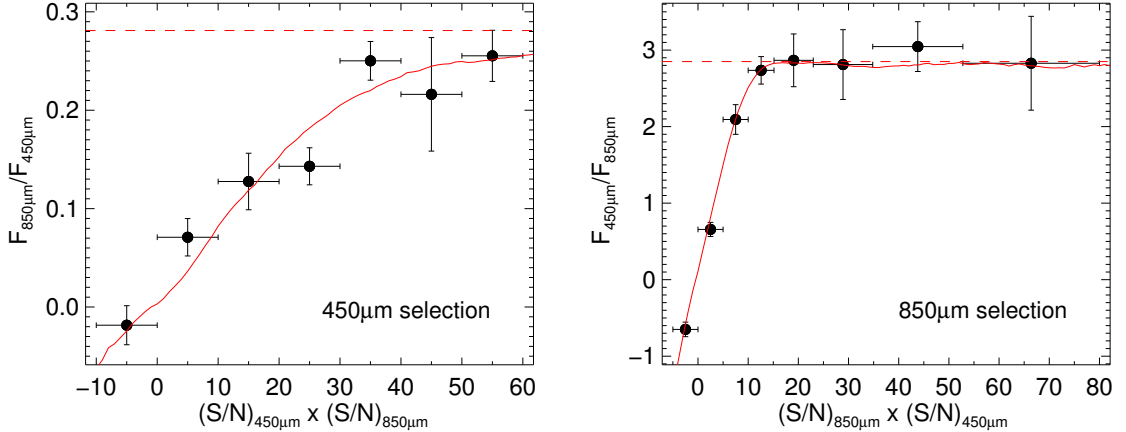 0.3
0.2
0.1
0.0
F850μm/F450μm
450μm selection
−10 0 10 20 30 40 50 60
(S/N)450μm x (S/N)850μm
3
2
1
0
−1
F450μm/F850μm
850μm selection
0 10 20 30 40 50 60 70 80
(S/N)850μm x (S/N)450μm